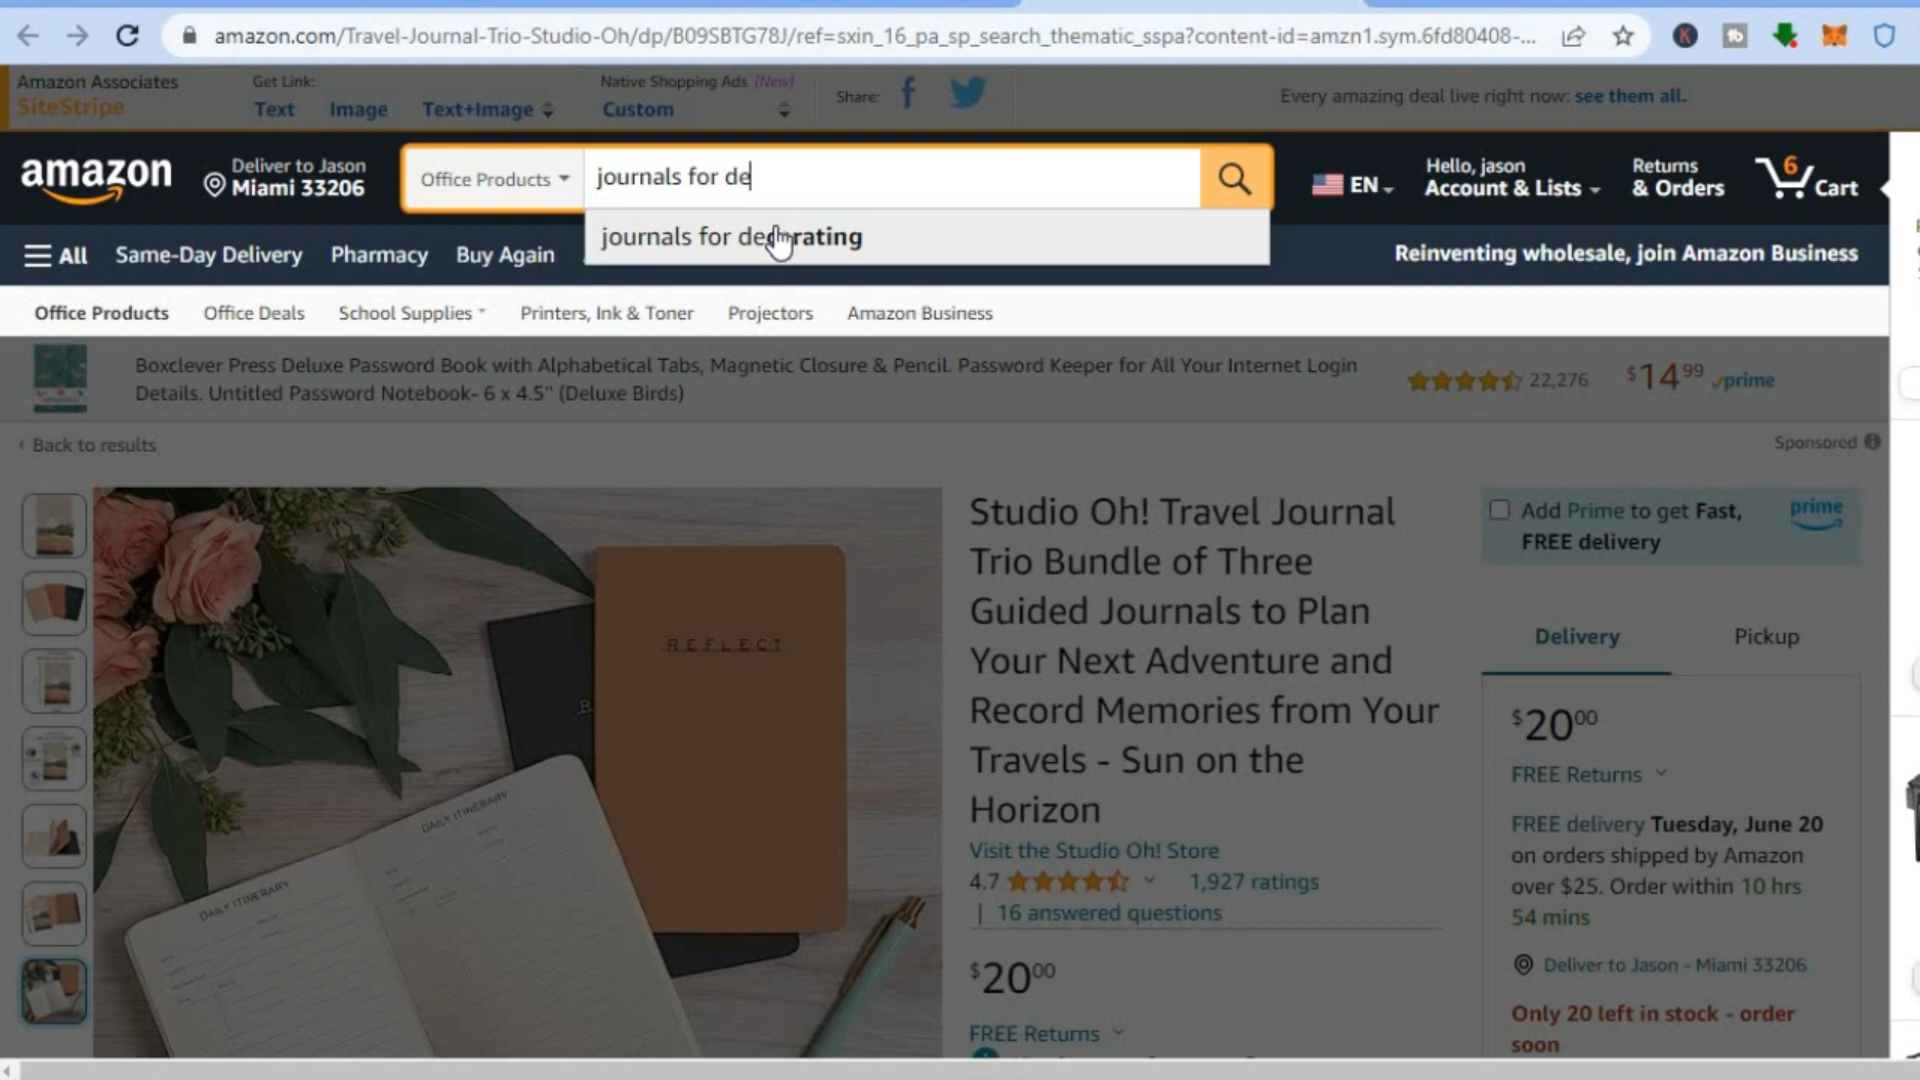 amazon.com/Travel-Journal-Trio-Studio-Oh/dp/B09SBTG78J/ref=sxin_16_pa_sp_search_thematic_sspa?content-id=amzn1.sym.6fd80408-...
Amazon Associates
SiteStripe
Get Link:
Text Image Text+Image
Native Shopping Ads (New)
Custom
Share:
Every amazing deal live right now: see them all.
amazon
Deliver to Jason
Miami 33206
Office Products
journals for de
EN
Hello, jason
Account & Lists
Returns
& Orders
6
Cart
journals for decorating
All Same-Day Delivery Pharmacy Buy Again
Reinventing wholesale, join Amazon Business
Office Products Office Deals School Supplies Printers, Ink & Toner Projectors Amazon Business
Boxclever Press Deluxe Password Book with Alphabetical Tabs, Magnetic Closure & Pencil. Password Keeper for All Your Internet Login
Details. Untitled Password Notebook- 6 x 4.5" (Deluxe Birds)
22,276
$14 99
prime
‹ Back to results
Sponsored
REFLECT
DAILY ITINERARY
DAILY ITINERARY
Studio Oh! Travel Journal
Trio Bundle of Three
Guided Journals to Plan
Your Next Adventure and
Record Memories from Your
Travels - Sun on the
Horizon
Visit the Studio Oh! Store
4.7
1,927 ratings
| 16 answered questions
$20 00
FREE Returns
Add Prime to get Fast,
FREE delivery
prime
Delivery Pickup
$20 00
FREE Returns
FREE delivery Tuesday, June 20
on orders shipped by Amazon
over $25. Order within 10 hrs
54 mins
Deliver to Jason - Miami 33206
Only 20 left in stock - order
soon